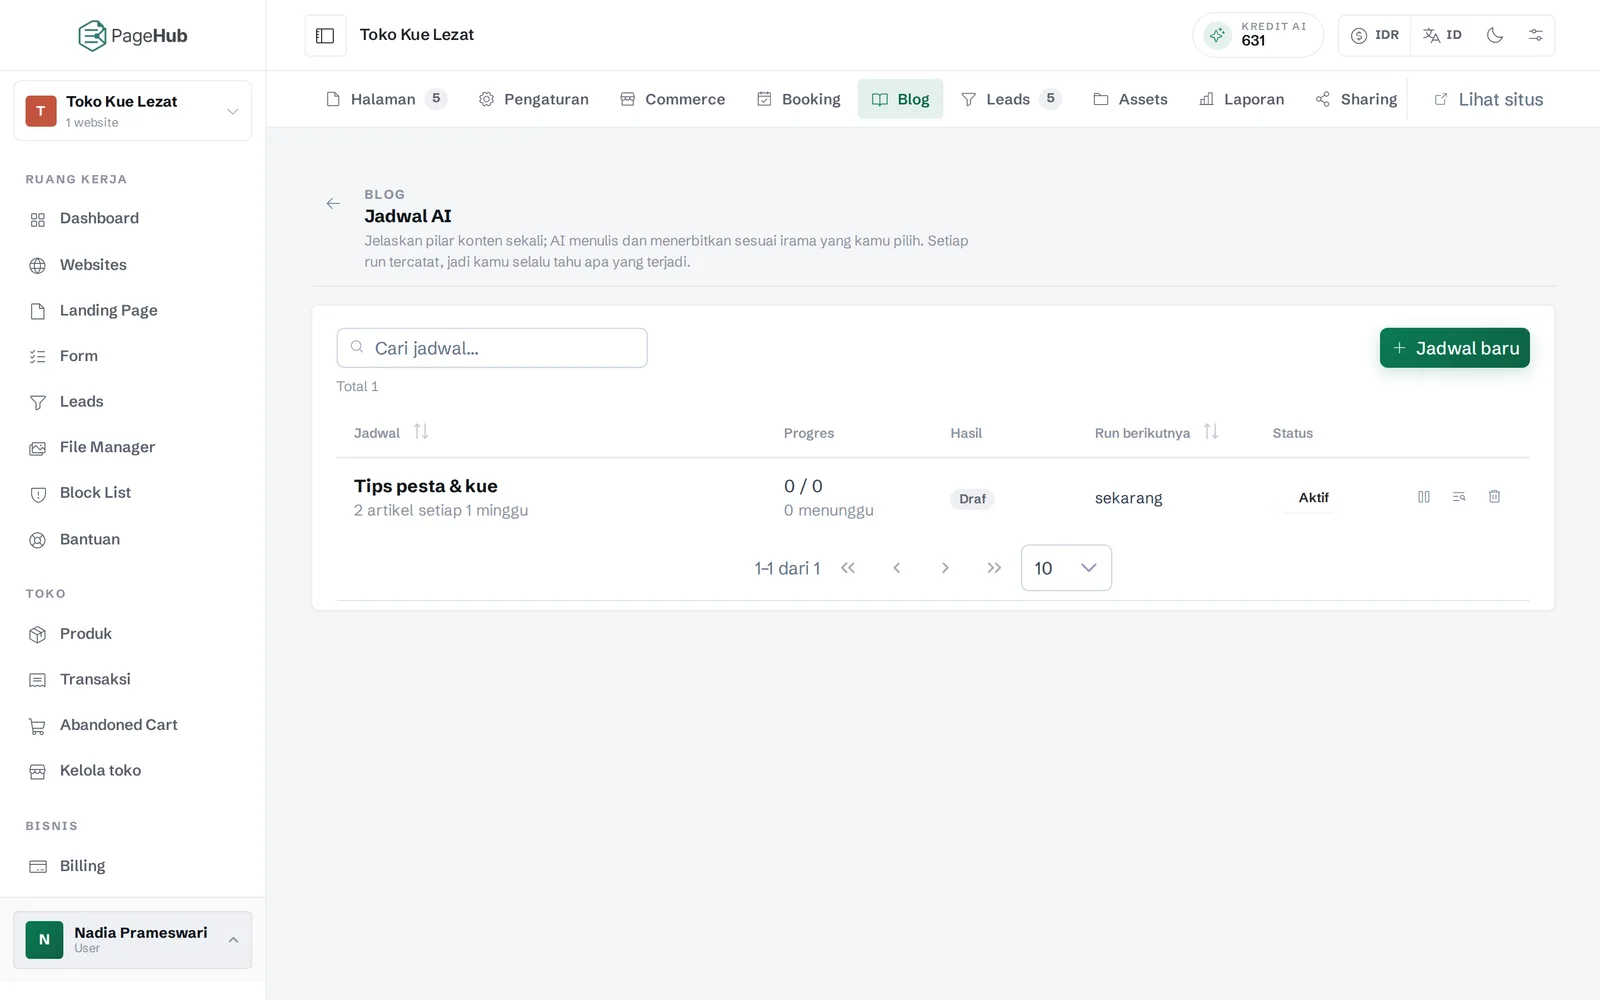 PageHub
Toko Kue Lezat
KREDIT AI
631
IDR
ID
T
Toko Kue Lezat
1 website
Halaman 5
Pengaturan
Commerce
Booking
Blog
Leads 5
Assets
Laporan
Sharing
Lihat situs
RUANG KERJA
Dashboard
Websites
Landing Page
Form
Leads
File Manager
Block List
Bantuan
TOKO
Produk
Transaksi
Abandoned Cart
Kelola toko
BISNIS
Billing
N
Nadia Prameswari
User
BLOG
Jadwal AI
Jelaskan pilar konten sekali; AI menulis dan menerbitkan sesuai irama yang kamu pilih. Setiap
run tercatat, jadi kamu selalu tahu apa yang terjadi.
Cari jadwal...
+ Jadwal baru
Total 1
Jadwal Progres Hasil Run berikutnya Status
Tips pesta & kue
2 artikel setiap 1 minggu
0 / 0
0 menunggu
Draf
sekarang
Aktif
1-1 dari 1
10